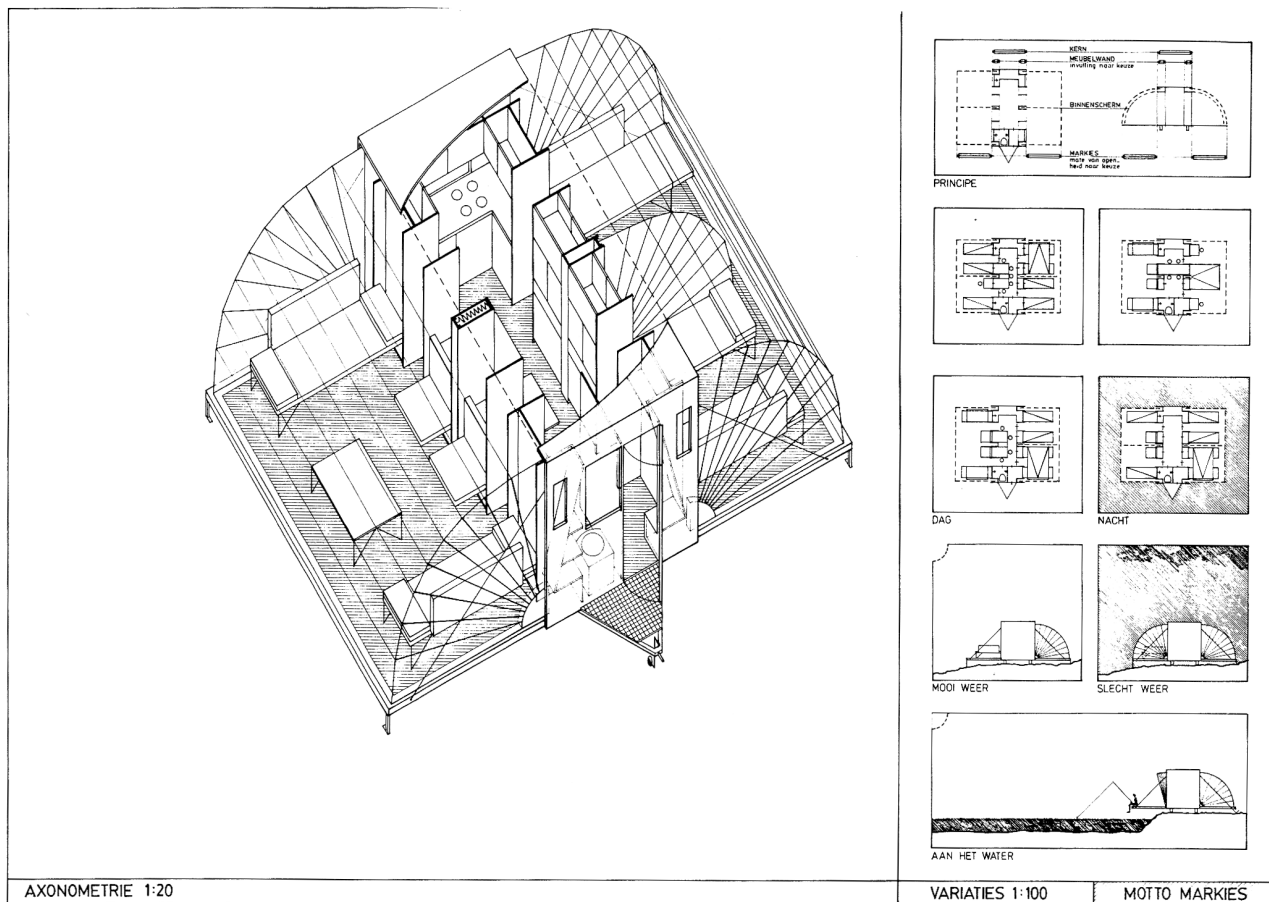 KERN
MEUBELWAND
invulling naar keuze
BINNENSCHERM
MARKIES
mate van open_
heid naar keuze
PRINCIPE
DAG
NACHT
MOOI WEER
SLECHT WEER
AAN HET WATER
AXONOMETRIE 1:20
VARIATIES 1:100
MOTTO MARKIES